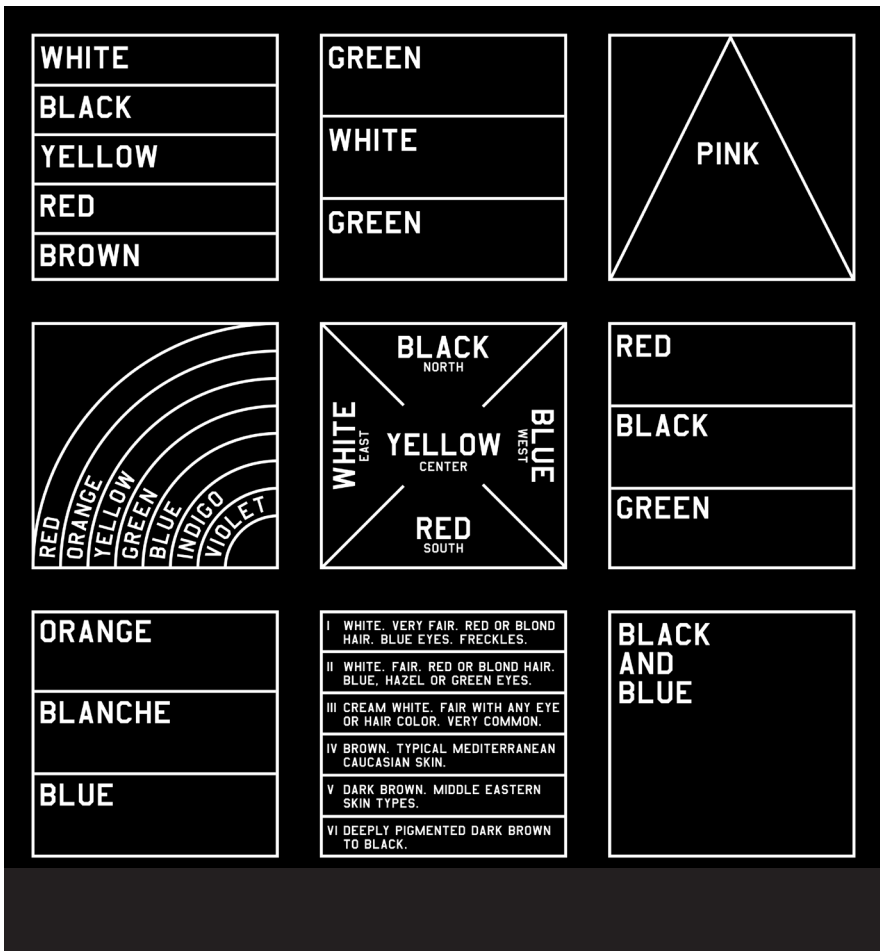 WHITE
BLACK
YELLOW
RED
BROWN
GREEN
WHITE
GREEN
PINK
RED
ORANGE
YELLOW
GREEN
BLUE
INDIGO
VIOLET
BLACK
NORTH
WHITE
EAST
YELLOW
CENTER
BLUE
WEST
RED
SOUTH
RED
BLACK
GREEN
ORANGE
BLANCHE
BLUE
I WHITE. VERY FAIR. RED OR BLOND
HAIR. BLUE EYES. FRECKLES.
II WHITE. FAIR. RED OR BLOND HAIR.
BLUE, HAZEL OR GREEN EYES.
III CREAM WHITE. FAIR WITH ANY EYE
OR HAIR COLOR. VERY COMMON.
IV BROWN. TYPICAL MEDITERRANEAN
CAUCASIAN SKIN.
V DARK BROWN. MIDDLE EASTERN
SKIN TYPES.
VI DEEPLY PIGMENTED DARK BROWN
TO BLACK.
BLACK
AND
BLUE